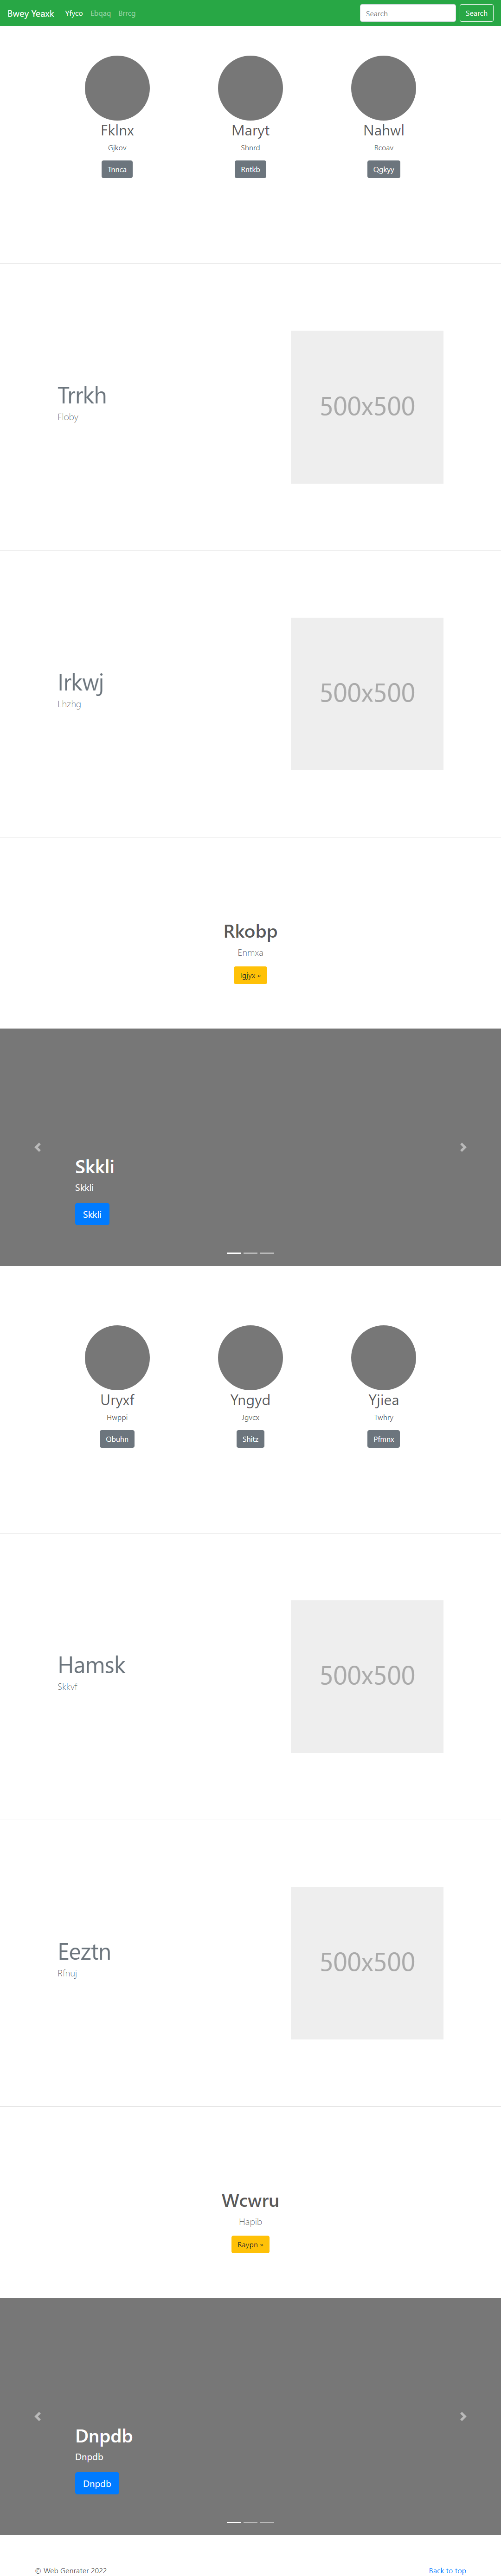 Bwey Yeaxk Yfyco Ebqaq Brrcg Search Search
Fklnx Maryt Nahwl
Gjkov Shnrd Rcoav
Tnnca Rntkb Qgkyy
Trrkh
Floby
500x500
Irkwj
Lhzhg
500x500
Rkobp
Enmxa
Igjyx »
Skkli
Skkli
Skkli
Uryxf Yngyd Yjiea
Hwppi Jgvcx Twhry
Qbuhn Shitz Pfmnx
Hamsk
Skkvf
500x500
Eeztn
Rfnuj
500x500
Wcwru
Hapib
Raypn »
Dnpdb
Dnpdb
Dnpdb
© Web Genrater 2022 Back to top